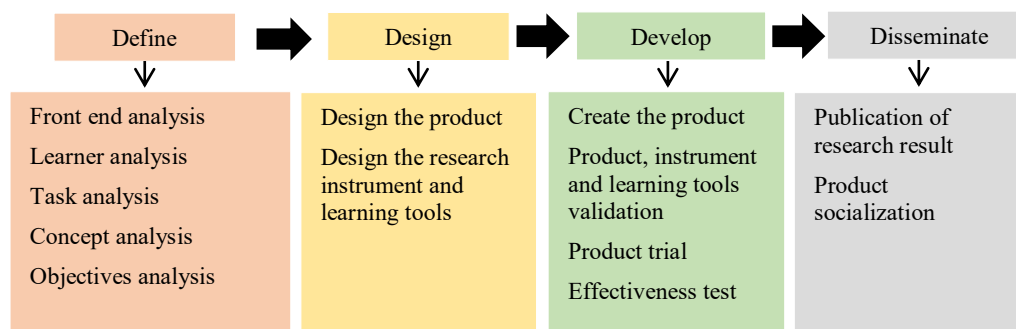 Define
Design
Develop
Disseminate
Front end analysis
Learner analysis
Task analysis
Concept analysis
Objectives analysis
Design the product
Design the research
instrument and
learning tools
Create the product
Product, instrument
and learning tools
validation
Product trial
Effectiveness test
Publication of
research result
Product
socialization